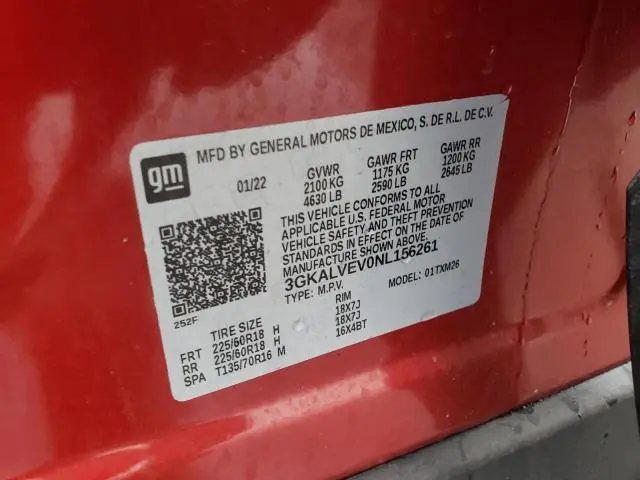 gm
MFD BY GENERAL MOTORS DE MEXICO, S. DE R.L. DE C.V.
01/22 GVWR GAWR FRT GAWR RR
2100 KG 1175 KG 1200 KG
4630 LB 2590 LB 2645 LB
THIS VEHICLE CONFORMS TO ALL
APPLICABLE U.S. FEDERAL MOTOR
VEHICLE SAFETY AND THEFT PREVENTION
STANDARDS IN EFFECT ON THE DATE OF
MANUFACTURE SHOWN ABOVE.
3GKALVEV0NL156261
TYPE: M.P.V. MODEL: 01TXM26
252F
TIRE SIZE RIM
FRT 225/60R18 H 18X7J
RR 225/60R18 H 18X7J
SPA T135/70R16 M 16X4BT